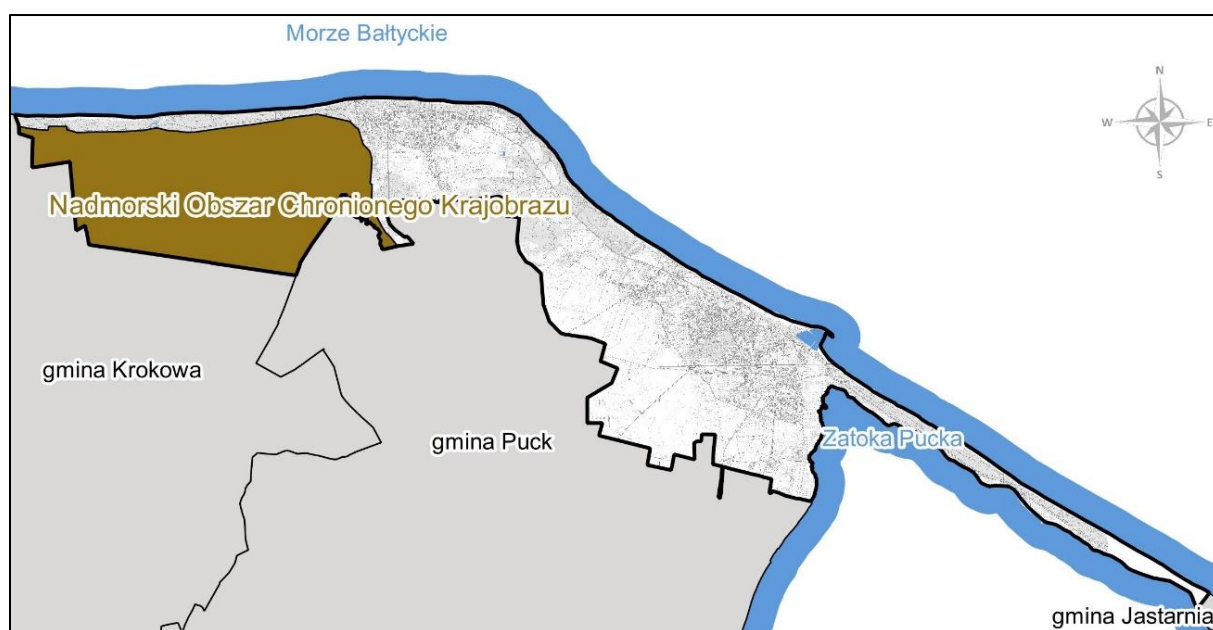 Morze Bałtyckie
N
W
E
S
Nadmorski Obszar Chronionego Krajobrazu
gmina Krokowa
gmina Puck
Zatoka Pucka
gmina Jastarnia